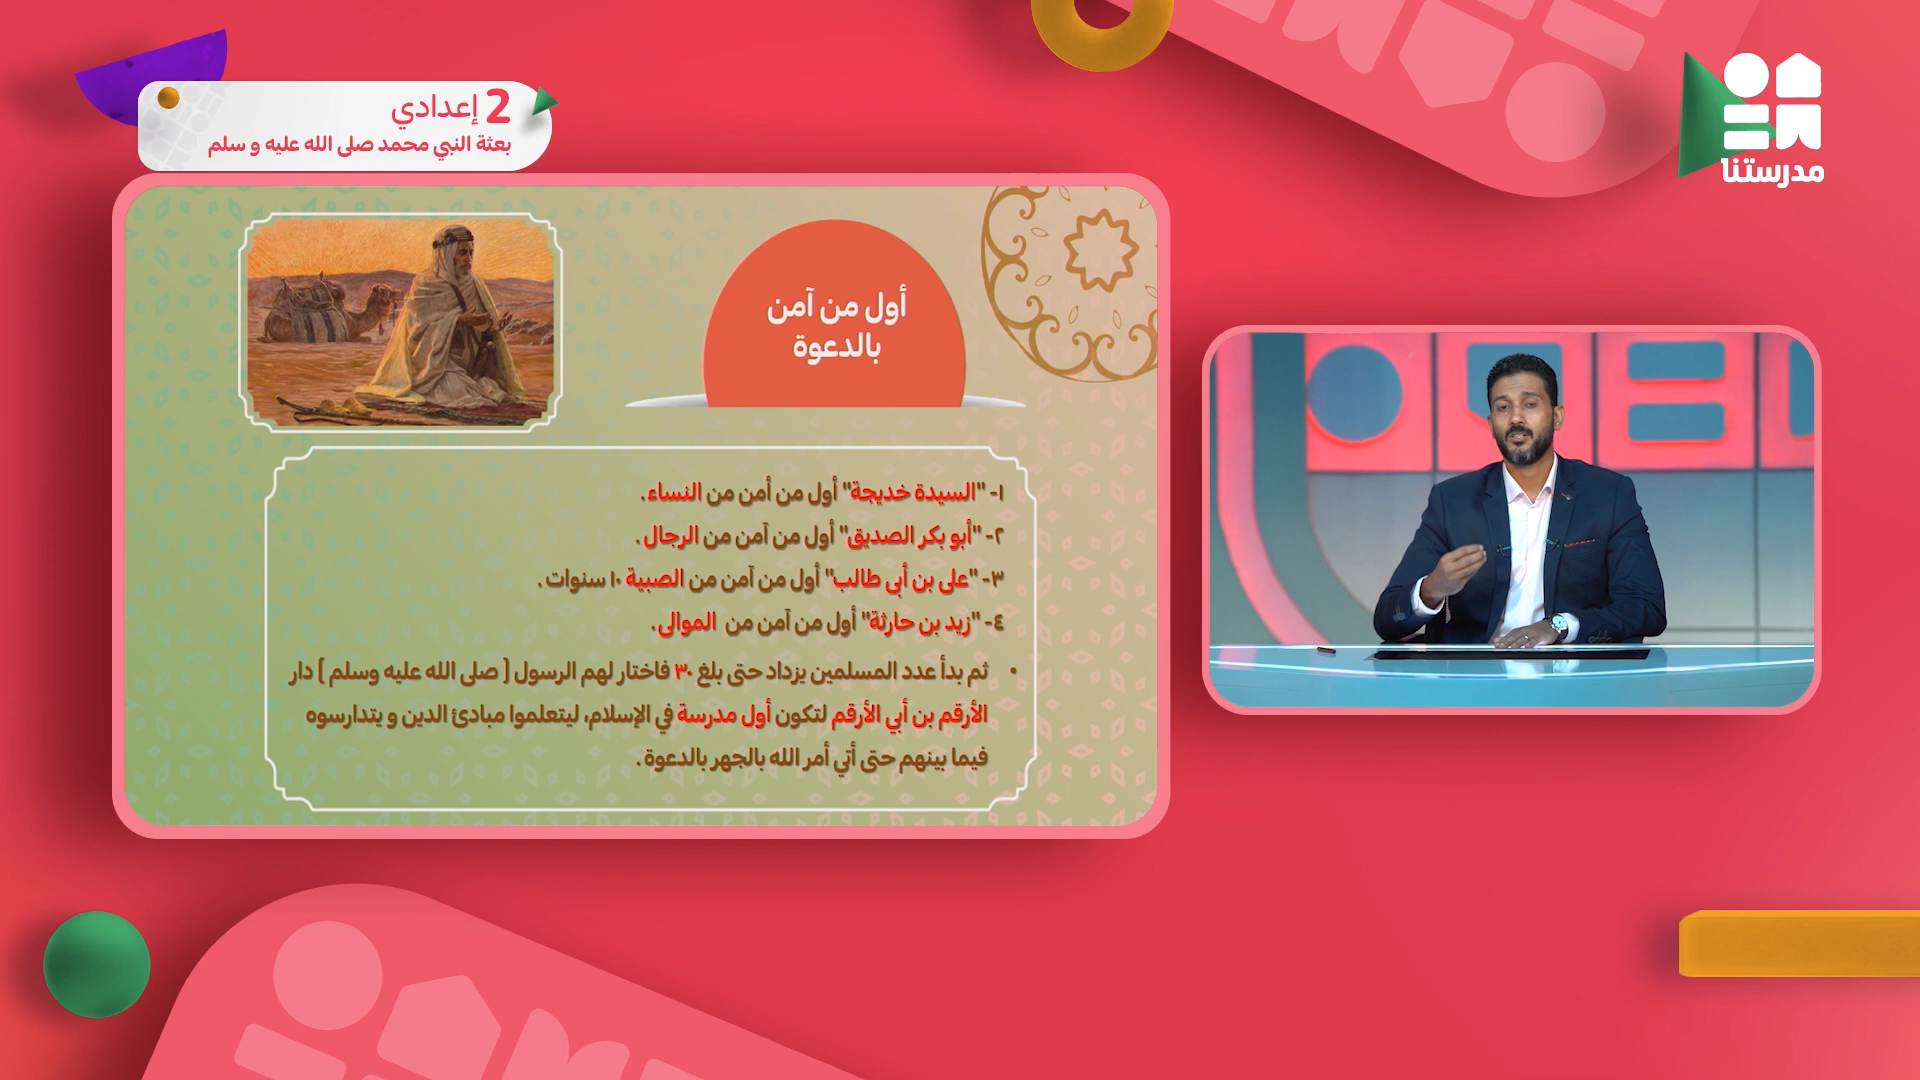 مدرستنا
2 إعدادي
بعثة النبي محمد صلى الله عليه و سلم
أول من آمن
بالدعوة
١- "السيدة خديجة" أول من أمن من النساء.
٢- "أبو بكر الصديق" أول من آمن من الرجال.
٣- "على بن أبى طالب" أول من آمن من الصبية ١٠ سنوات.
٤- "زيد بن حارثة" أول من آمن من الموالى.
• ثم بدأ عدد المسلمين يزداد حتى بلغ ٣٠ فاختار لهم الرسول [ صلى الله عليه وسلم ] دار
الأرقم بن أبي الأرقم لتكون أول مدرسة في الإسلام، ليتعلموا مبادئ الدين و يتدارسوه
فيما بينهم حتى أتي أمر الله بالجهر بالدعوة.